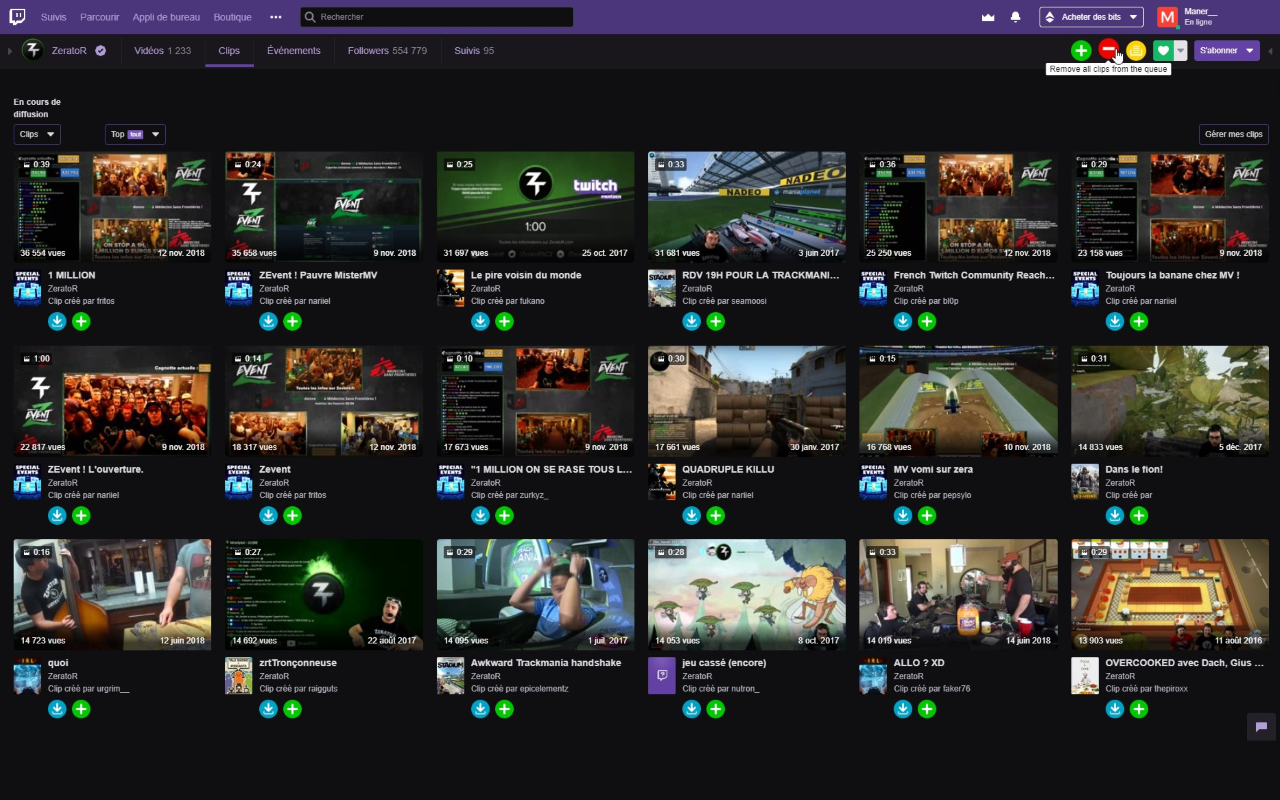 Suivis Parcourir Appli de bureau Boutique ••• Rechercher Acheter des bits Maner__
En ligne
ZeratoR Vidéos 1 233 Clips Événements Followers 554 779 Suivis 95 S'abonner
Remove all clips from the queue
En cours de
diffusion
Clips Top tout Gérer mes clips
0:39 0:24 0:25 0:33 0:36 0:29
twitch
NADEO NADEO
EVENT
1:00
36 554 vues 12 nov. 2018 35 658 vues 9 nov. 2018 31 697 vues 25 oct. 2017 31 681 vues 3 juin 2017 25 250 vues 12 nov. 2018 23 158 vues 9 nov. 2018
1 MILLION ZEvent ! Pauvre MisterMV Le pire voisin du monde RDV 19H POUR LA TRACKMANI... French Twitch Community Reach... Toujours la banane chez MV !
ZeratoR ZeratoR ZeratoR ZeratoR ZeratoR ZeratoR
Clip créé par fritos Clip créé par nariiel Clip créé par fukano Clip créé par seamoosi Clip créé par bl0p Clip créé par nariiel
1:00 0:14 0:10 0:30 0:15 0:31
Cagnotte actuelle :
22 817 vues 9 nov. 2018 18 317 vues 12 nov. 2018 17 673 vues 9 nov. 2018 17 661 vues 30 janv. 2017 16 768 vues 10 nov. 2018 14 833 vues 5 déc. 2017
ZEvent ! L'ouverture. Zevent "1 MILLION ON SE RASE TOUS L... QUADRUPLE KILLU MV vomi sur zera Dans le fion!
ZeratoR ZeratoR ZeratoR ZeratoR ZeratoR ZeratoR
Clip créé par nariiel Clip créé par fritos Clip créé par zurkyz_ Clip créé par nariiel Clip créé par pepsylo Clip créé par
0:16 0:27 0:29 0:28 0:33 0:29
14 723 vues 12 juin 2018 14 692 vues 22 août 2017 14 095 vues 1 juil. 2017 14 053 vues 8 oct. 2017 14 019 vues 14 juin 2018 13 903 vues 11 août 2016
quoi zrtTronçonneuse Awkward Trackmania handshake jeu cassé (encore) ALLO ? XD OVERCOOKED avec Dach, Gius ...
ZeratoR ZeratoR ZeratoR ZeratoR ZeratoR ZeratoR
Clip créé par urgrim__ Clip créé par raigguts Clip créé par epicelementz Clip créé par nutron_ Clip créé par faker76 Clip créé par thepiroxx